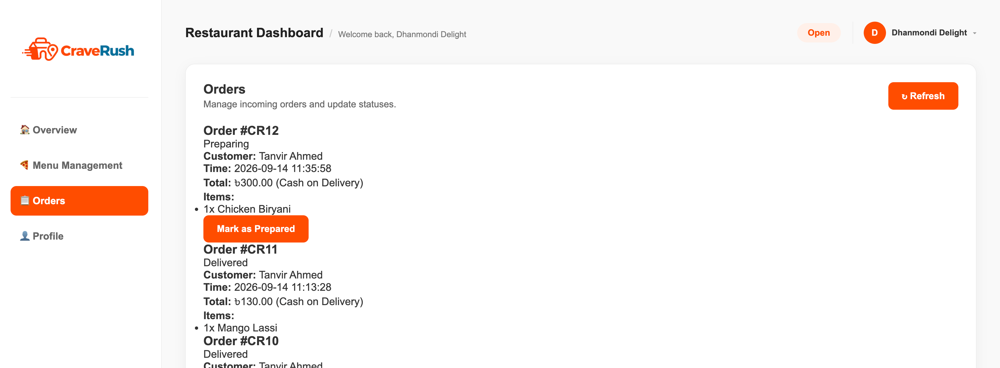 CraveRush
Overview
Menu Management
Orders
Profile
Restaurant Dashboard / Welcome back, Dhanmondi Delight
Open
D
Dhanmondi Delight
Orders
Manage incoming orders and update statuses.
↻ Refresh
Order #CR12
Preparing
Customer: Tanvir Ahmed
Time: 2026-09-14 11:35:58
Total: ৳300.00 (Cash on Delivery)
Items:
• 1x Chicken Biryani
Mark as Prepared
Order #CR11
Delivered
Customer: Tanvir Ahmed
Time: 2026-09-14 11:13:28
Total: ৳130.00 (Cash on Delivery)
Items:
• 1x Mango Lassi
Order #CR10
Delivered
Customer: Tanvir Ahmed